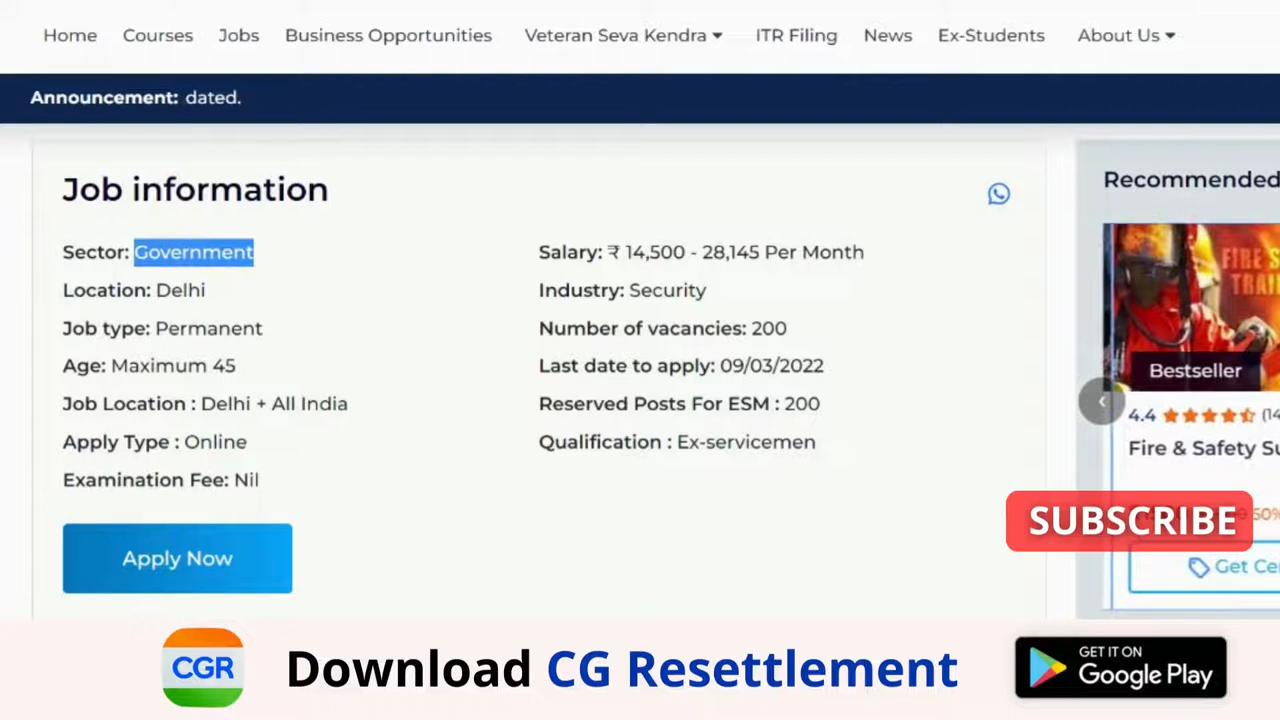 Home Courses Jobs Business Opportunities Veteran Seva Kendra ITR Filing News Ex-Students About Us
Announcement: dated.
Job information
Sector: Government
Location: Delhi
Job type: Permanent
Age: Maximum 45
Job Location : Delhi + All India
Apply Type : Online
Examination Fee: Nil
Salary: ₹ 14,500 - 28,145 Per Month
Industry: Security
Number of vacancies: 200
Last date to apply: 09/03/2022
Reserved Posts For ESM : 200
Qualification : Ex-servicemen
Apply Now
Recommended
FIRE
Bestseller
4.4
Fire & Safety
SUBSCRIBE
50%
Get
CGR
Download CG Resettlement
GET IT ON
Google Play